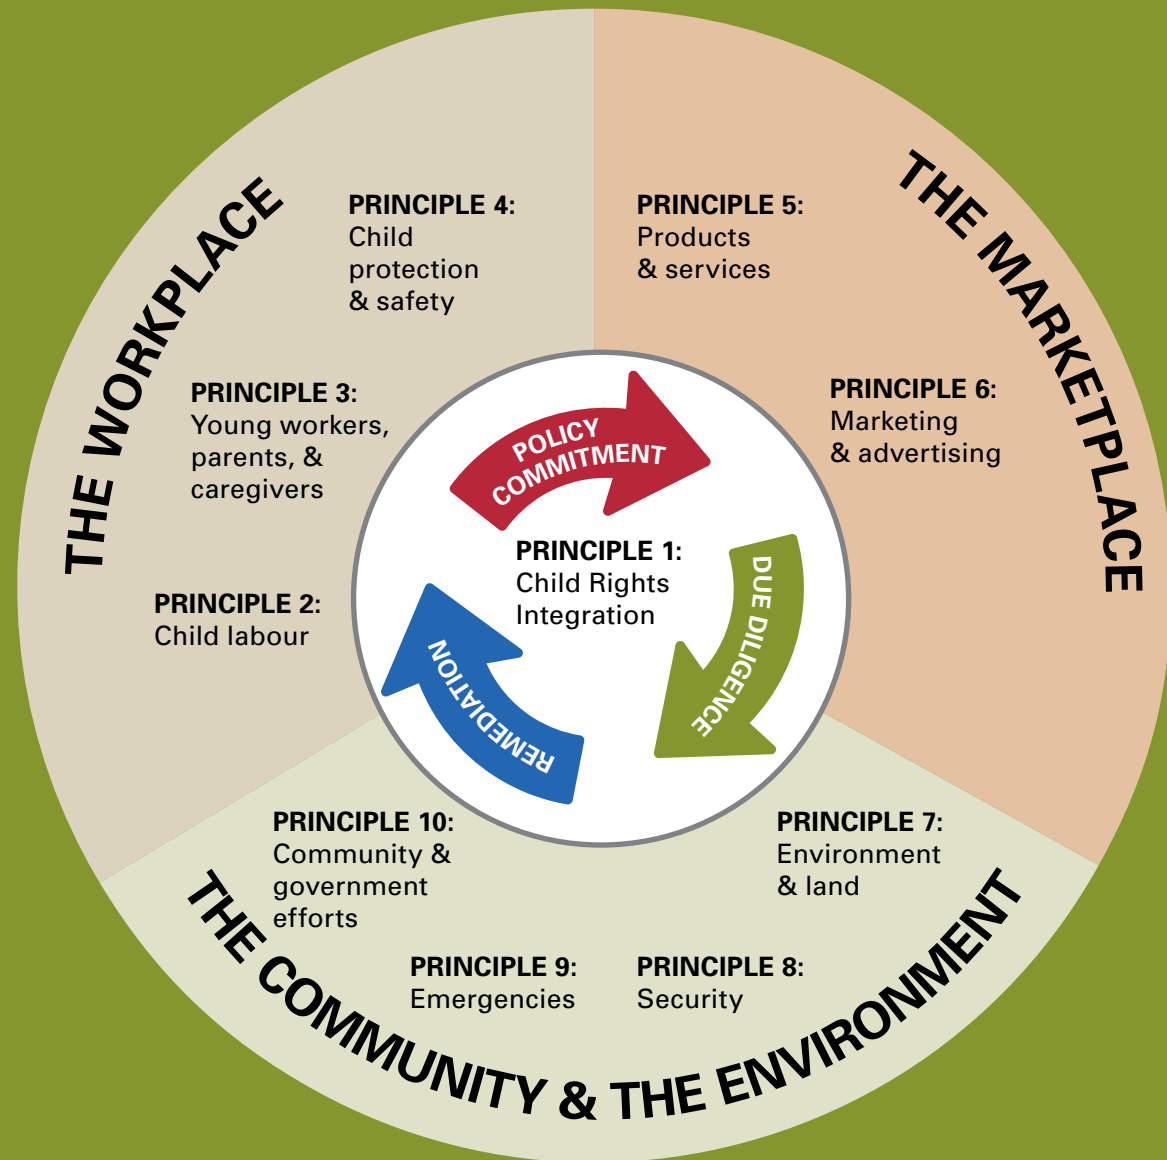 THE WORKPLACE
PRINCIPLE 4:
Child
protection
& safety
PRINCIPLE 3:
Young workers,
parents, &
caregivers
PRINCIPLE 2:
Child labour
THE MARKETPLACE
PRINCIPLE 5:
Products
& services
PRINCIPLE 6:
Marketing
& advertising
POLICY
COMMITMENT
PRINCIPLE 1:
Child Rights
Integration
DUE DILIGENCE
REMEDIATION
PRINCIPLE 10:
Community &
government
efforts
PRINCIPLE 7:
Environment
& land
PRINCIPLE 9:
Emergencies
PRINCIPLE 8:
Security
THE COMMUNITY & THE ENVIRONMENT